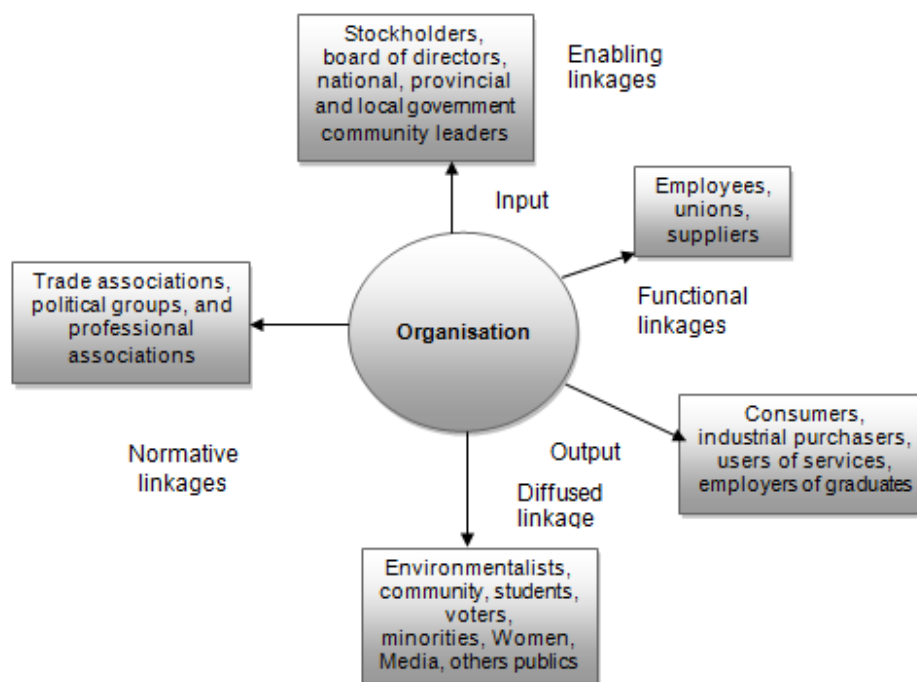 Stockholders,
board of directors,
national, provincial
and local government
community leaders
Enabling
linkages
Input
Employees,
unions,
suppliers
Functional
linkages
Trade associations,
political groups, and
professional
associations
Organisation
Normative
linkages
Output
Consumers,
industrial purchasers,
users of services,
employers of graduates
Diffused
linkage
Environmentalists,
community, students,
voters,
minorities, Women,
Media, others publics